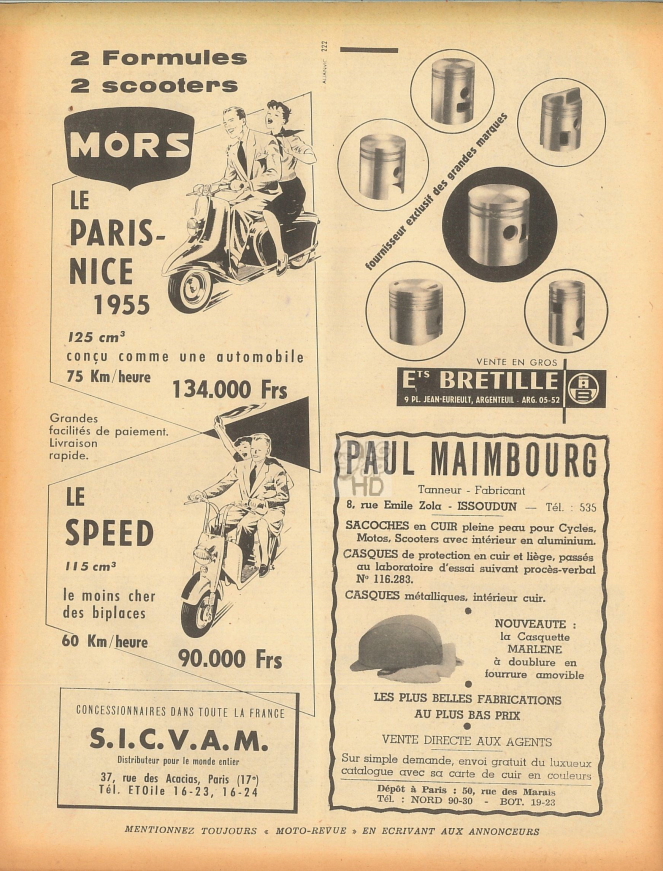 2 Formules
2 scooters
MORS
LE
PARIS-
NICE
1955
125 cm³
conçu comme une automobile
75 Km/heure
134.000 Frs
Grandes
facilités de paiement.
Livraison
rapide.
LE
SPEED
115 cm³
le moins cher
des biplaces
60 Km/heure
90.000 Frs
CONCESSIONNAIRES DANS TOUTE LA FRANCE
S.I.C.V.A.M.
Distributeur pour le monde entier
37, rue des Acacias, Paris (17e)
Tél. ETOile 16-23, 16-24
222
fournisseur exclusif des grandes marques
VENTE EN GROS
Ets BRETILLE
9 PL. JEAN-EURIEULT, ARGENTEUIL - ARG. 05-52
AB
PAUL MAIMBOURG
HD
Tanneur - Fabricant
8, rue Emile Zola - ISSOUDUN — Tél. : 535
SACOCHES en CUIR pleine peau pour Cycles,
Motos, Scooters avec intérieur en aluminium.
CASQUES de protection en cuir et liège, passés
au laboratoire d'essai suivant procès-verbal
N° 116.283.
CASQUES métalliques, intérieur cuir.
NOUVEAUTE :
la Casquette
MARLENE
à doublure en
fourrure amovible
LES PLUS BELLES FABRICATIONS
AU PLUS BAS PRIX
VENTE DIRECTE AUX AGENTS
Sur simple demande, envoi gratuit du luxueux
catalogue avec sa carte de cuir en couleurs
Dépôt à Paris : 50, rue des Marais
Tél. : NORD 90-30 - BOT. 19-23
MENTIONNEZ TOUJOURS « MOTO-REVUE » EN ECRIVANT AUX ANNONCEURS